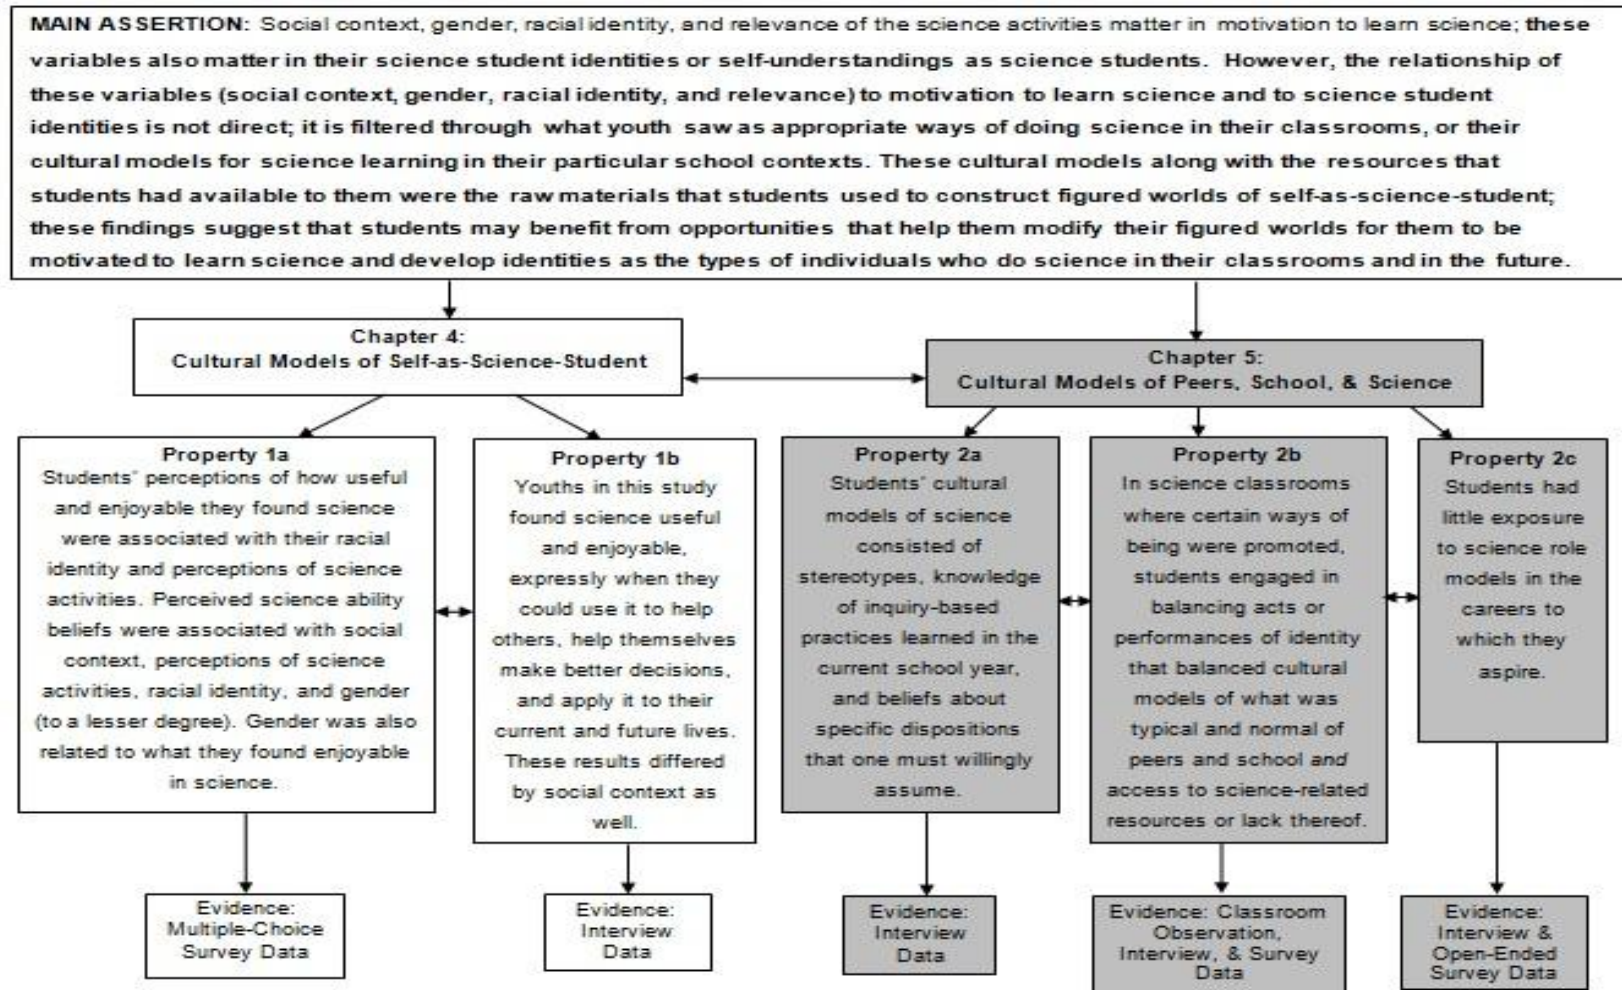 MAIN ASSERTION: Social context, gender, racial identity, and relevance of the science activities matter in motivation to learn science; these
variables also matter in their science student identities or self-understandings as science students. However, the relationship of
these variables (social context, gender, racial identity, and relevance) to motivation to learn science and to science student
identities is not direct; it is filtered through what youth saw as appropriate ways of doing science in their classrooms, or their
cultural models for science learning in their particular school contexts. These cultural models along with the resources that
students had available to them were the raw materials that students used to construct figured worlds of self-as-science-student;
these findings suggest that students may benefit from opportunities that help them modify their figured worlds for them to be
motivated to learn science and develop identities as the types of individuals who do science in their classrooms and in the future.
Chapter 4:
Cultural Models of Self-as-Science-Student
Chapter 5:
Cultural Models of Peers, School, & Science
Property 1a
Students' perceptions of how useful
and enjoyable they found science
were associated with their racial
identity and perceptions of science
activities. Perceived science ability
beliefs were associated with social
context, perceptions of science
activities, racial identity, and gender
(to a lesser degree). Gender was also
related to what they found enjoyable
in science.
Property 1b
Youths in this study
found science useful
and enjoyable,
expressly when they
could use it to help
others, help themselves
make better decisions,
and apply it to their
current and future lives.
These results differed
by social context as
well.
Property 2a
Students' cultural
models of science
consisted of
stereotypes, knowledge
of inquiry-based
practices learned in the
current school year,
and beliefs about
specific dispositions
that one must willingly
assume.
Property 2b
In science classrooms
where certain ways of
being were promoted,
students engaged in
balancing acts or
performances of identity
that balanced cultural
models of what was
typical and normal of
peers and school and
access to science-related
resources or lack thereof.
Property 2c
Students had
little exposure
to science role
models in the
careers to
which they
aspire.
Evidence:
Multiple-Choice
Survey Data
Evidence:
Interview
Data
Evidence:
Interview
Data
Evidence: Classroom
Observation,
Interview, & Survey
Data
Evidence:
Interview &
Open-Ended
Survey Data